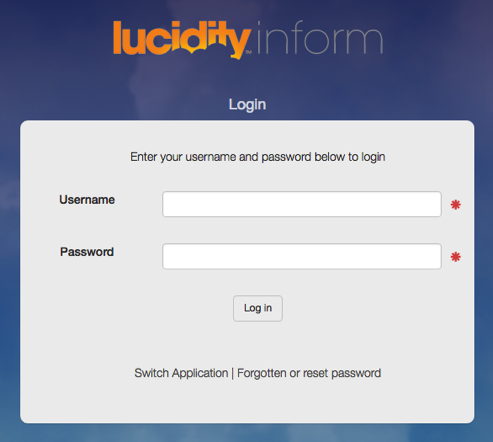 lucidity.inform
Login
Enter your username and password below to login
Username
Password
Log in
Switch Application | Forgotten or reset password